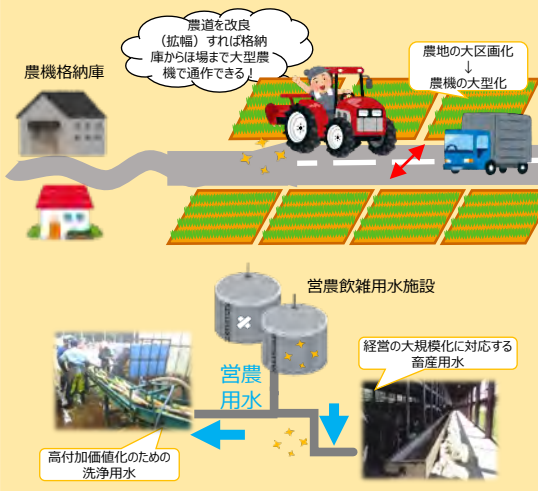 農道を改良
（拡幅）すれば格納
庫からほ場まで大型農
機で通作できる！
農機格納庫
農地の大区画化
↓
農機の大型化
営農飲雑用水施設
経営の大規模化に対応する
畜産用水
営農
用水
高付加価値化のための
洗浄用水